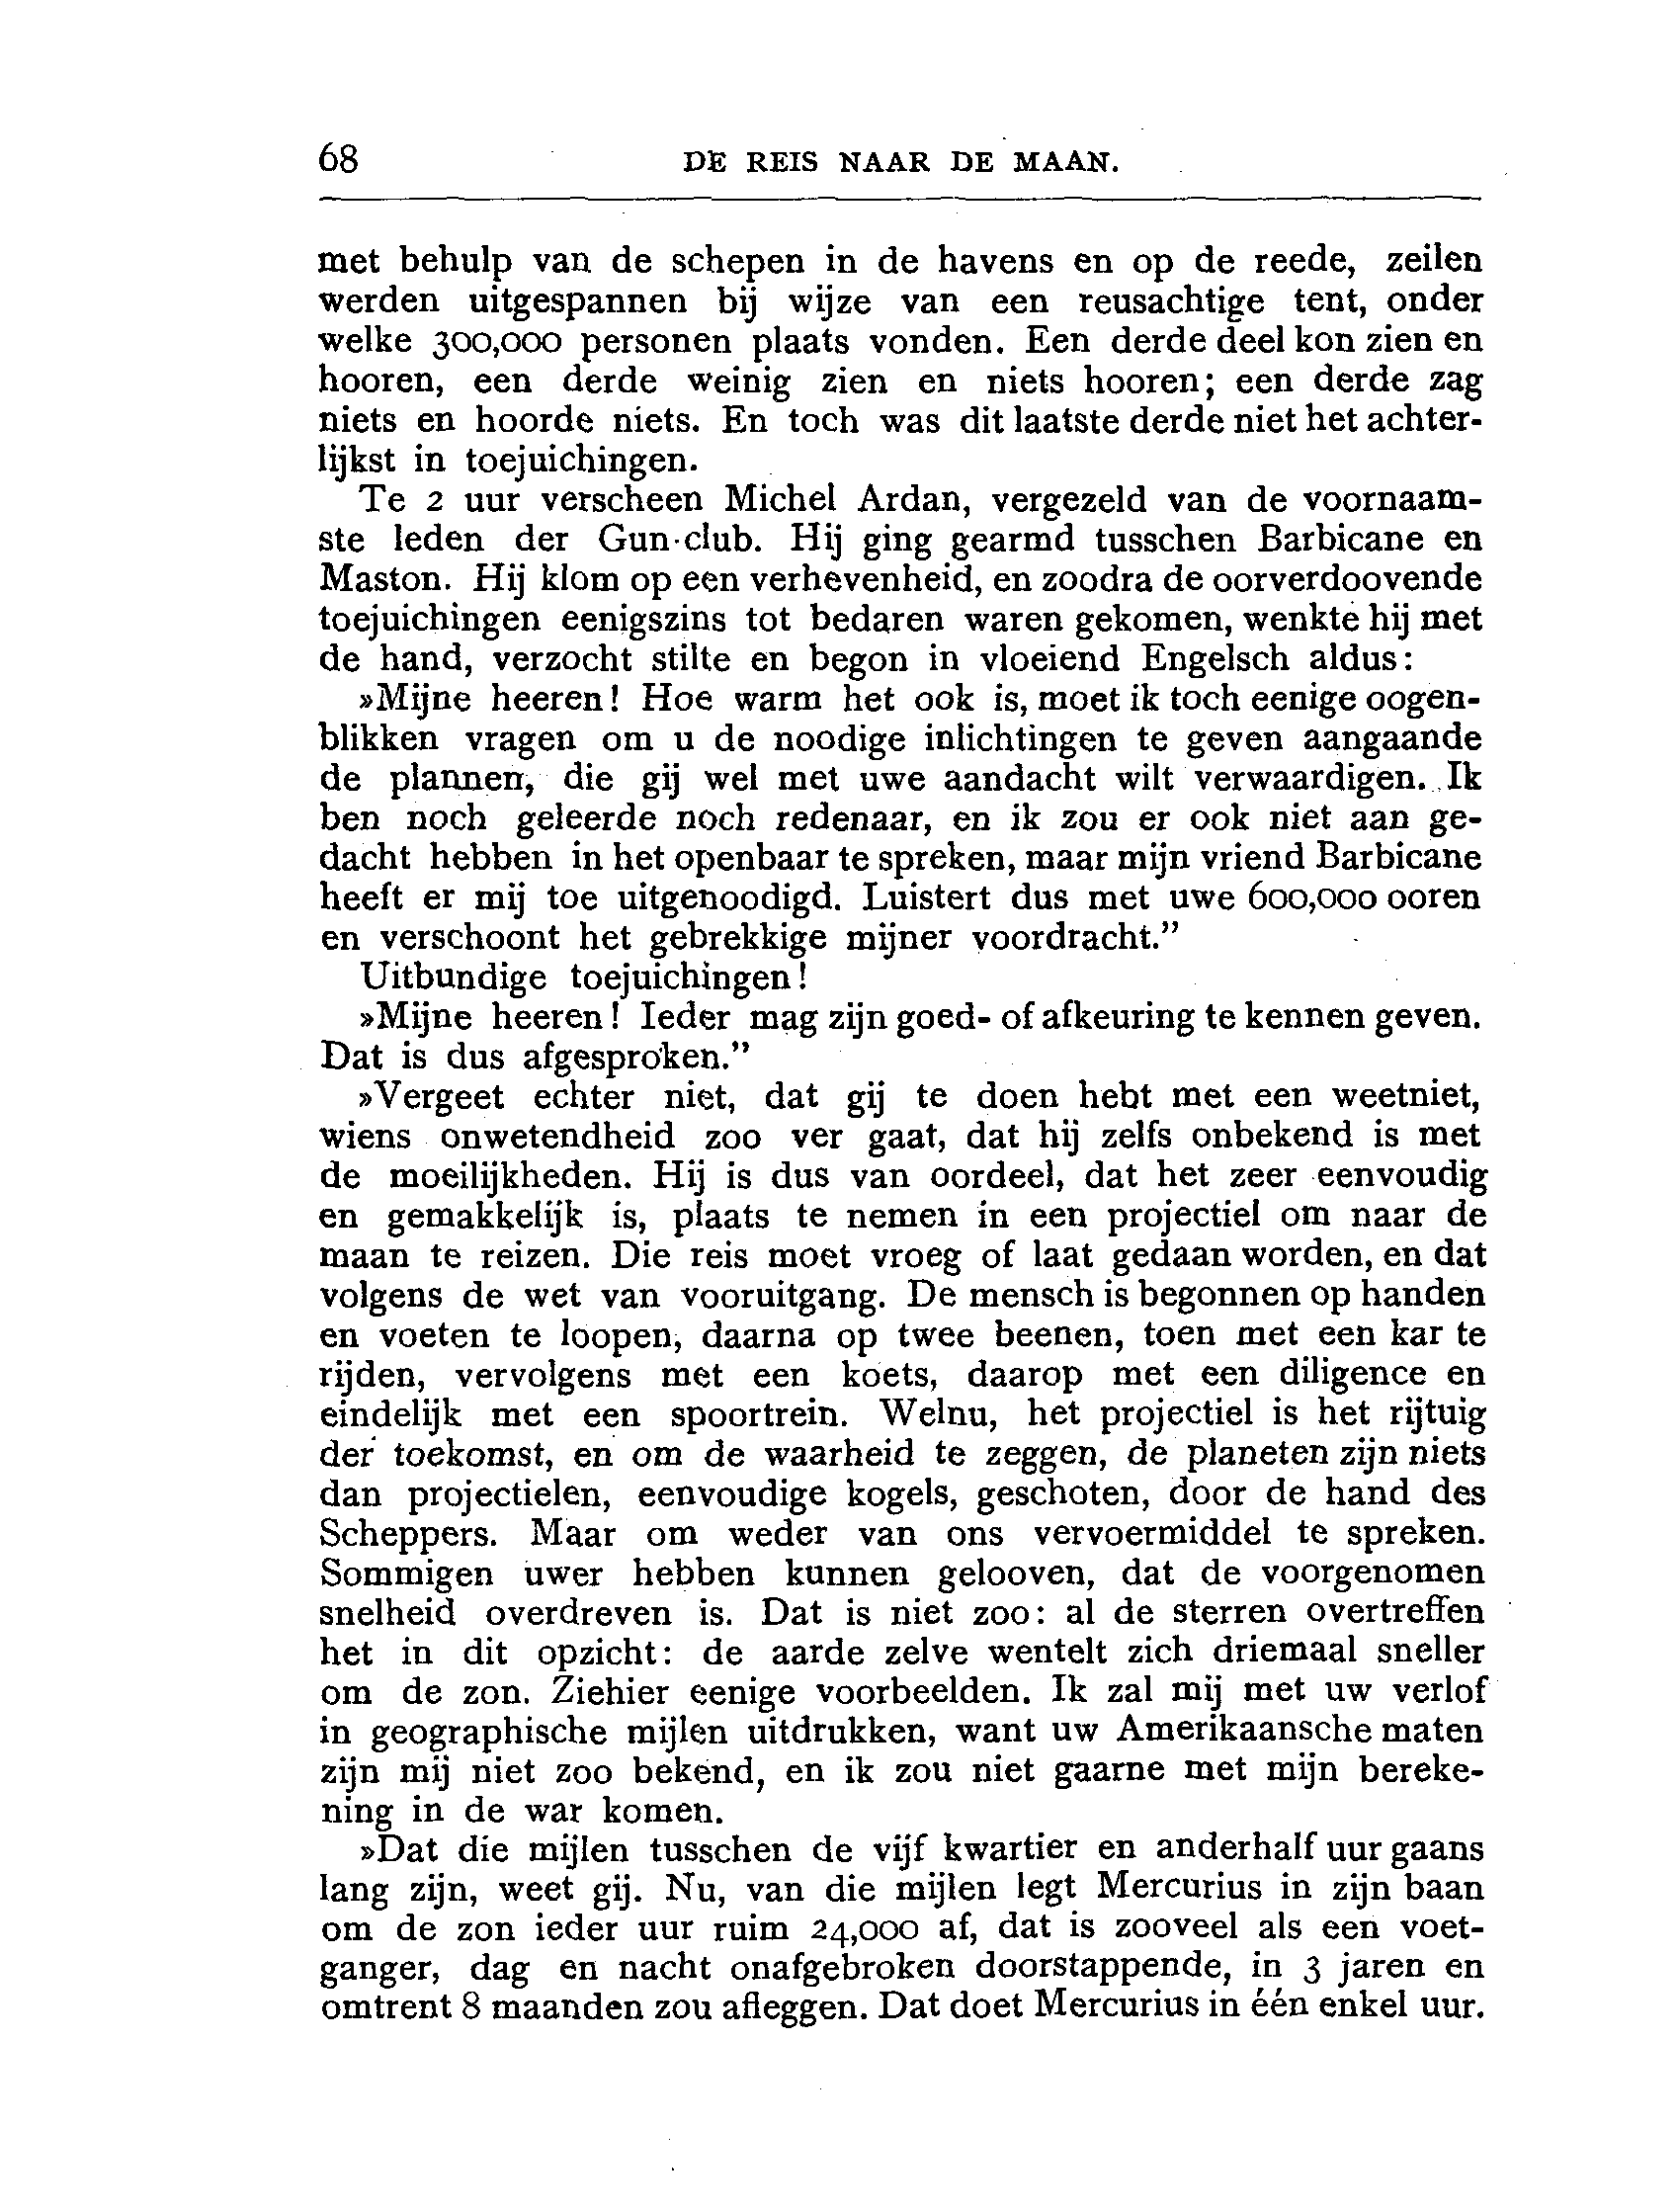 68 DE REIS NAAR DE MAAN.
met behulp van de schepen in de havens en op de reede, zeilen
werden uitgespannen bij wijze van een reusachtige tent, onder
welke 300,000 personen plaats vonden. Een derde deel kon zien en
hooren, een derde weinig zien en niets hooren; een derde zag
niets en hoorde niets. En toch was dit laatste derde niet het achter-
lijkst in toejuichingen.
Te 2 uur verscheen Michel Ardan, vergezeld van de voornaam-
ste leden der Gun-club. Hij ging gearmd tusschen Barbicane en
Maston. Hij klom op een verhevenheid, en zoodra de oorverdoovende
toejuichingen eenigszins tot bedaren waren gekomen, wenkte hij met
de hand, verzocht stilte en begon in vloeiend Engelsch aldus:
»Mijne heeren! Hoe warm het ook is, moet ik toch eenige oogen-
blikken vragen om u de noodige inlichtingen te geven aangaande
de plannen, die gij wel met uwe aandacht wilt verwaardigen. Ik
ben noch geleerde noch redenaar, en ik zou er ook niet aan ge-
dacht hebben in het openbaar te spreken, maar mijn vriend Barbicane
heeft er mij toe uitgenoodigd. Luistert dus met uwe 600,000 ooren
en verschoont het gebrekkige mijner voordracht.”
Uitbundige toejuichingen!
»Mijne heeren! Ieder mag zijn goed- of afkeuring te kennen geven.
Dat is dus afgesproken.”
»Vergeet echter niet, dat gij te doen hebt met een weetniet,
wiens onwetendheid zoo ver gaat, dat hij zelfs onbekend is met
de moeilijkheden. Hij is dus van oordeel, dat het zeer eenvoudig
en gemakkelijk is, plaats te nemen in een projectiel om naar de
maan te reizen. Die reis moet vroeg of laat gedaan worden, en dat
volgens de wet van vooruitgang. De mensch is begonnen op handen
en voeten te loopen, daarna op twee beenen, toen met een kar te
rijden, vervolgens met een koets, daarop met een diligence en
eindelijk met een spoortrein. Welnu, het projectiel is het rijtuig
der toekomst, en om de waarheid te zeggen, de planeten zijn niets
dan projectielen, eenvoudige kogels, geschoten, door de hand des
Scheppers. Maar om weder van ons vervoermiddel te spreken.
Sommigen uwer hebben kunnen gelooven, dat de voorgenomen
snelheid overdreven is. Dat is niet zoo: al de sterren overtreffen
het in dit opzicht: de aarde zelve wentelt zich driemaal sneller
om de zon. Ziehier eenige voorbeelden. Ik zal mij met uw verlof
in geographische mijlen uitdrukken, want uw Amerikaansche maten
zijn mij niet zoo bekend, en ik zou niet gaarne met mijn bereke-
ning in de war komen.
»Dat die mijlen tusschen de vijf kwartier en anderhalf uur gaans
lang zijn, weet gij. Nu, van die mijlen legt Mercurius in zijn baan
om de zon ieder uur ruim 24,000 af, dat is zooveel als een voet-
ganger, dag en nacht onafgebroken doorstappende, in 3 jaren en
omtrent 8 maanden zou afleggen. Dat doet Mercurius in één enkel uur.